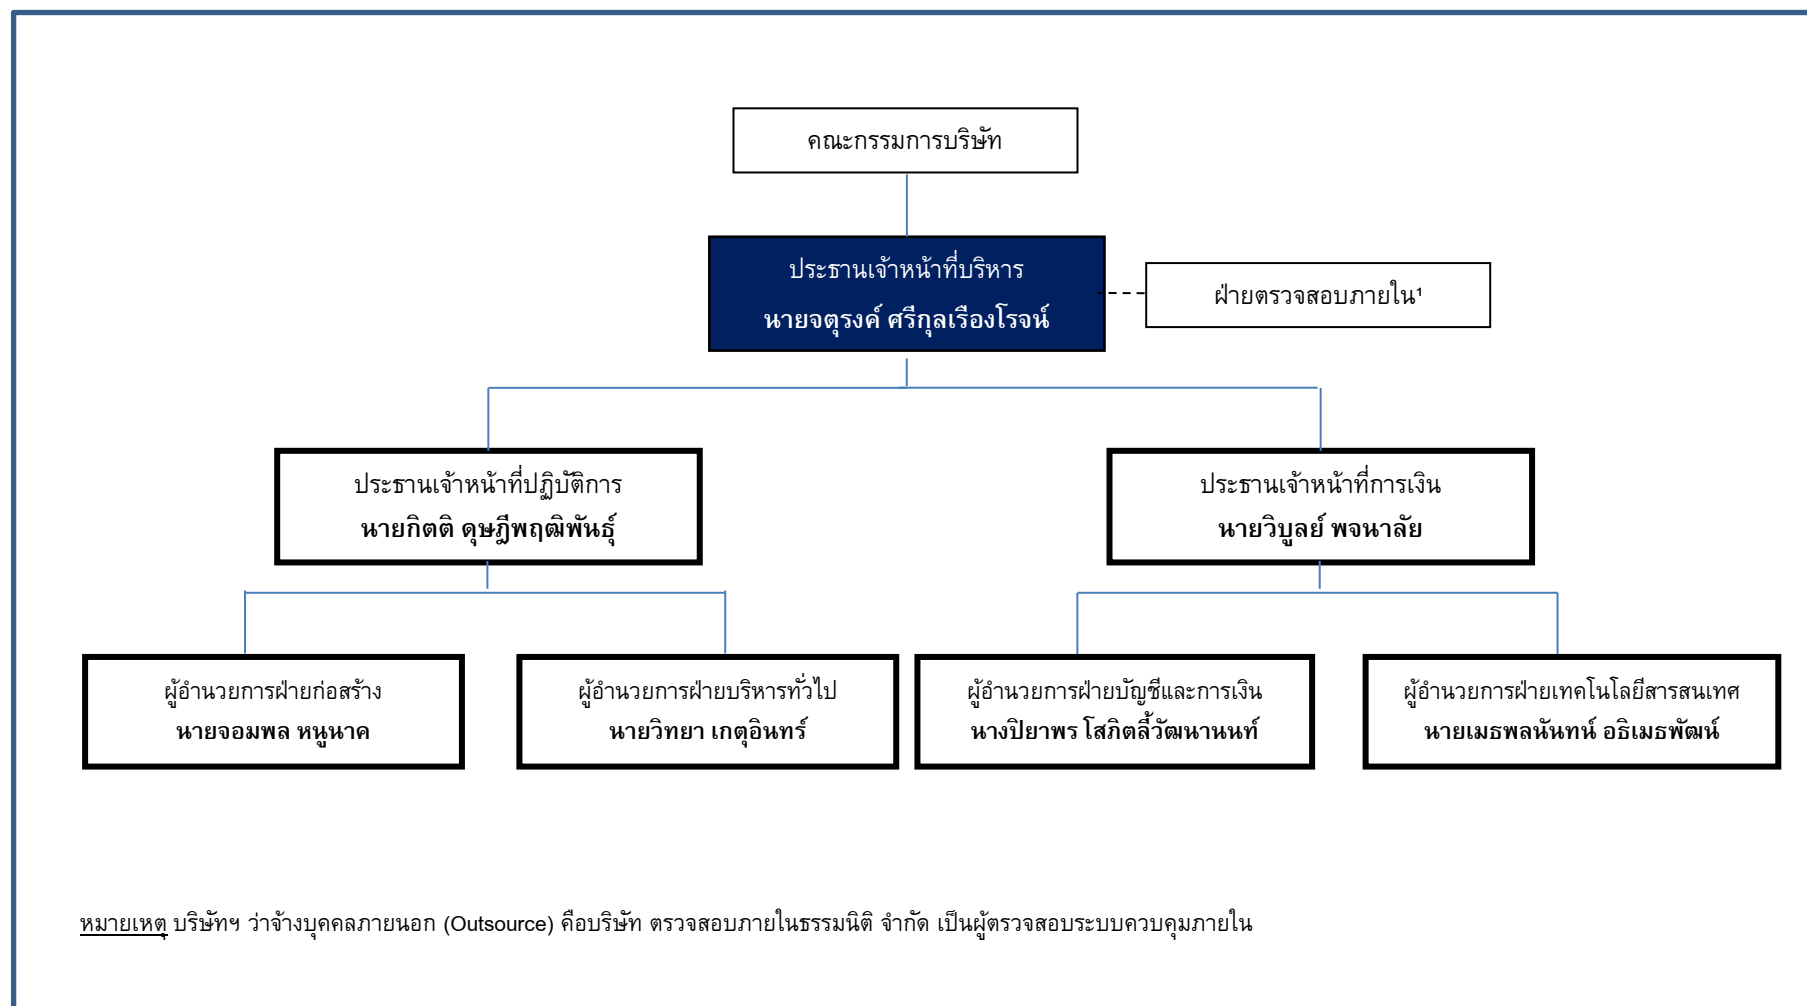 คณะกรรมการบริษัท
ประธานเจ้าหน้าที่บริหาร
นายจตุรงค์ ศรีกุลเรืองโรจน์
ฝ่ายตรวจสอบภายใน¹
ประธานเจ้าหน้าที่ปฏิบัติการ
นายกิตติ ดุษฎีพฤฒิพันธุ์
ประธานเจ้าหน้าที่การเงิน
นายวิบูลย์ พจนาลัย
ผู้อำนวยการฝ่ายก่อสร้าง
นายจอมพล หนูนาค
ผู้อำนวยการฝ่ายบริหารทั่วไป
นายวิทยา เกตุอินทร์
ผู้อำนวยการฝ่ายบัญชีและการเงิน
นางปิยาพร โสภิตลี้วัฒนานนท์
ผู้อำนวยการฝ่ายเทคโนโลยีสารสนเทศ
นายเมธพลนันทน์ อธิเมธพัฒน์
หมายเหตุ บริษัทฯ ว่าจ้างบุคคลภายนอก (Outsource) คือบริษัท ตรวจสอบภายในธรรมนิติ จำกัด เป็นผู้ตรวจสอบระบบควบคุมภายใน